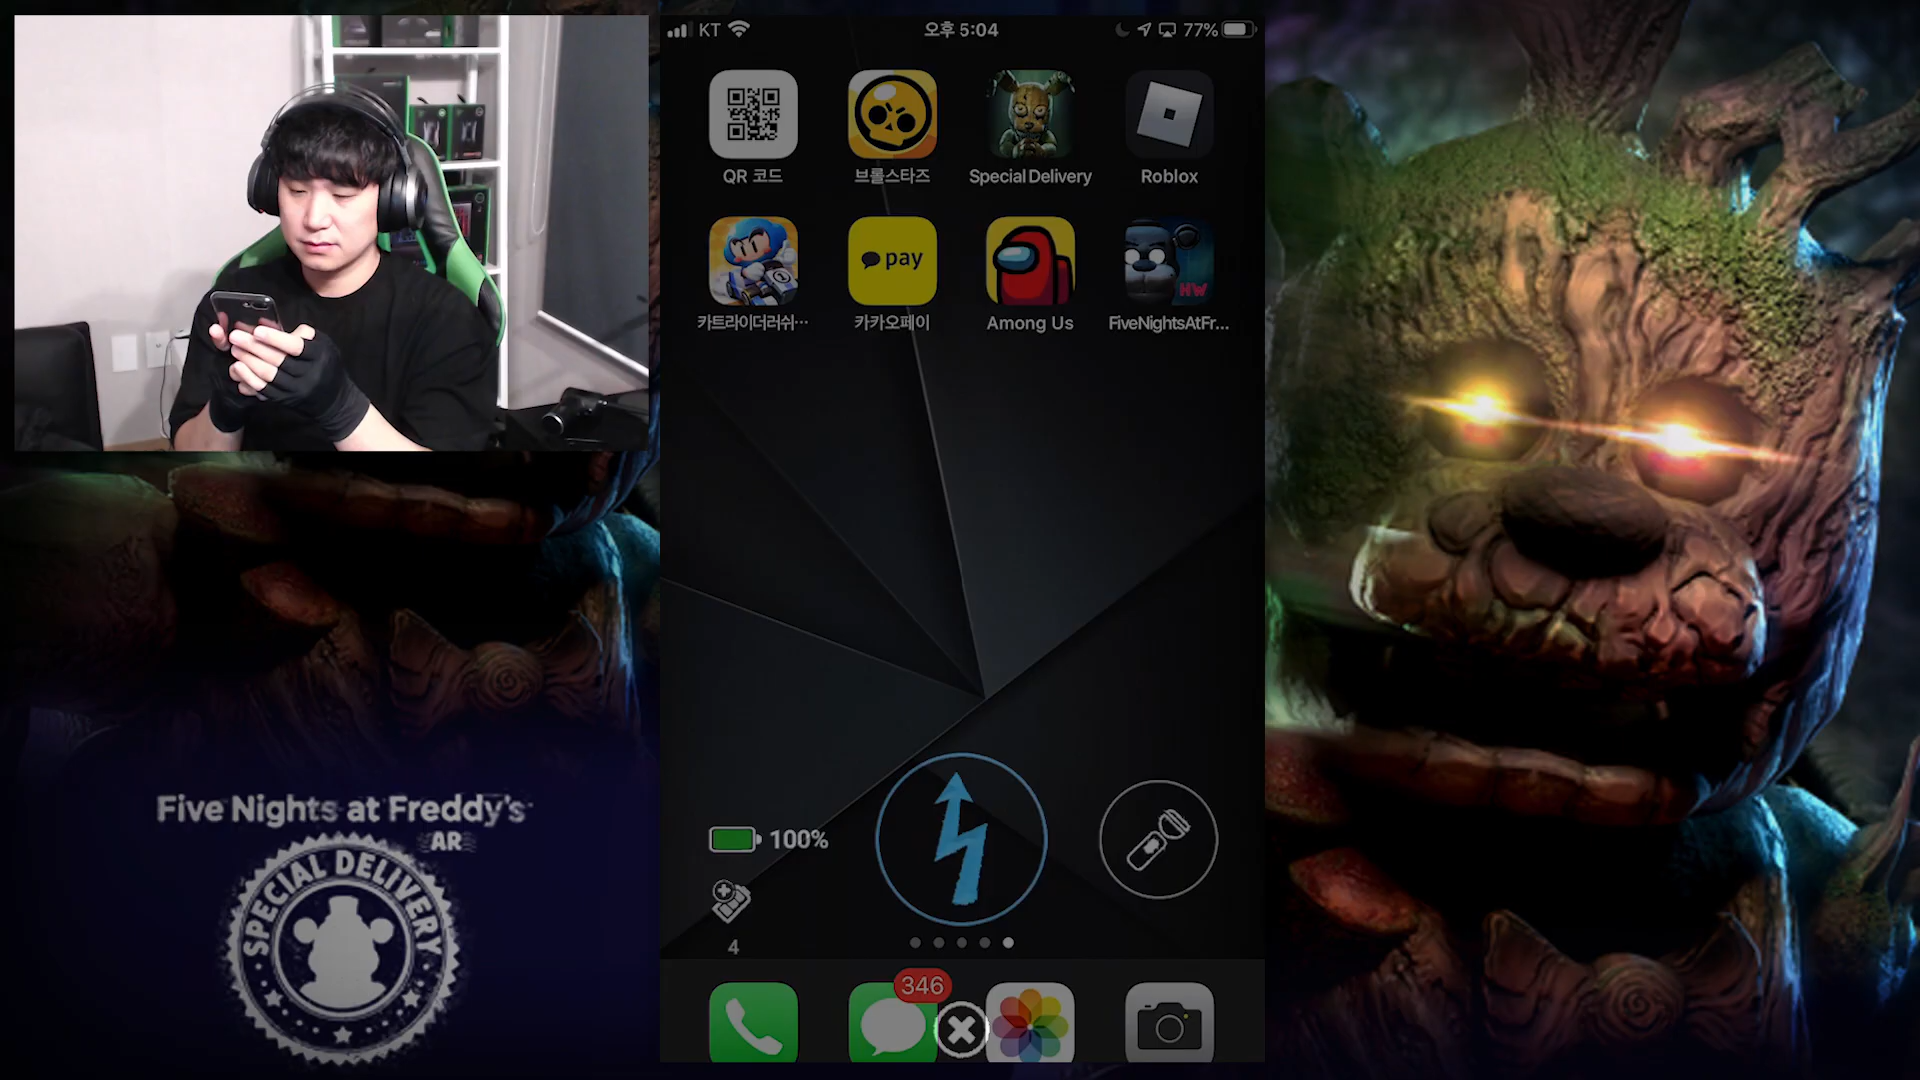 KT
오후 5:04
77%
QR 코드
브롤스타즈
Special Delivery
Roblox
카트라이더러쉬…
pay
HW
카카오페이
Among Us
FiveNightsAtFr...
100%
4
346
Five Nights at Freddy's
AR
SPECIAL DELIVERY